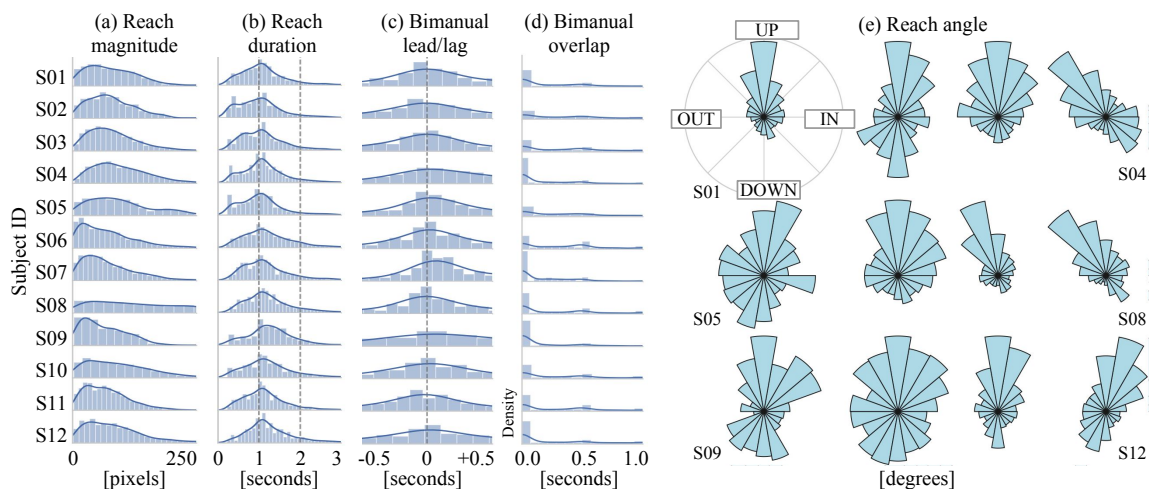 (a) Reach
magnitude
(b) Reach
duration
(c) Bimanual
lead/lag
(d) Bimanual
overlap
(e) Reach angle
Subject ID
S01
S02
S03
S04
S05
S06
S07
S08
S09
S10
S11
S12
0 250
[pixels]
0 1 2 3
[seconds]
-0.5 0 +0.5
[seconds]
Density
0 0.5 1.0
[seconds]
UP
OUT
IN
DOWN
S01
S04
S05
S08
S09
S12
[degrees]